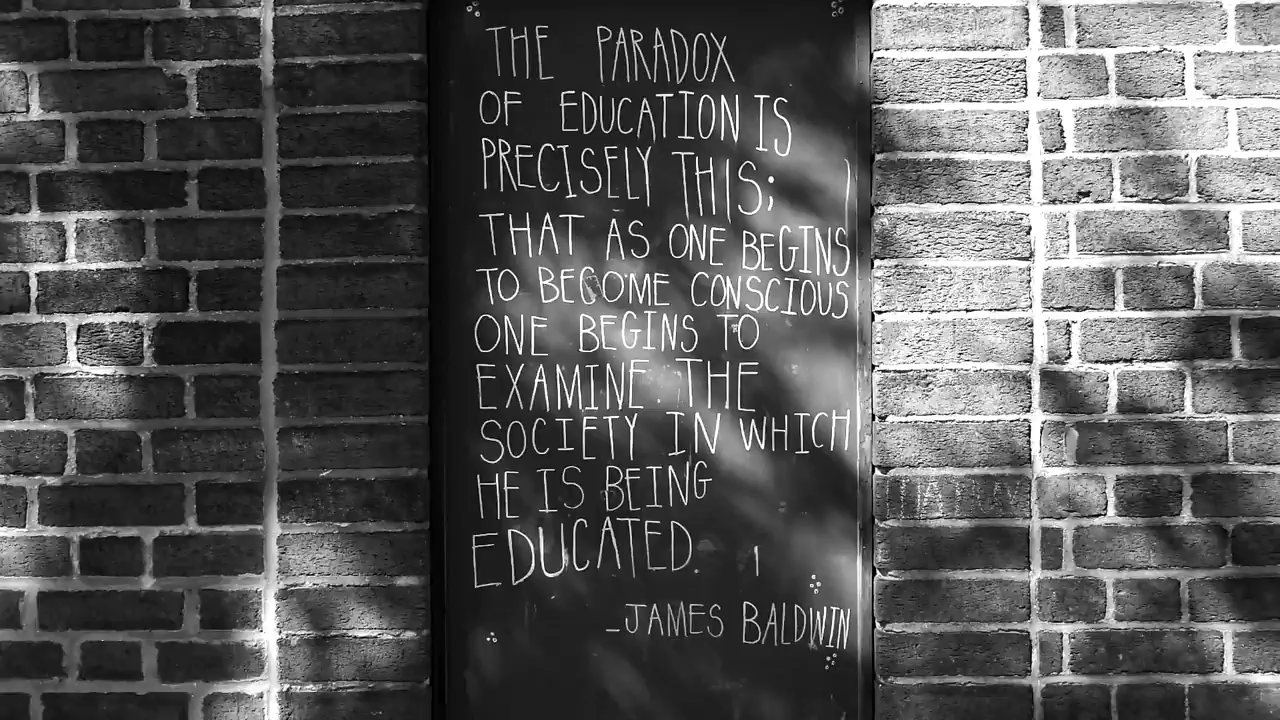 THE PARADOX
OF EDUCATION IS
PRECISELY THIS;
THAT AS ONE BEGINS
TO BECOME CONSCIOUS
ONE BEGINS TO
EXAMINE THE
SOCIETY IN WHICH
HE IS BEING
EDUCATED.
-JAMES BALDWIN